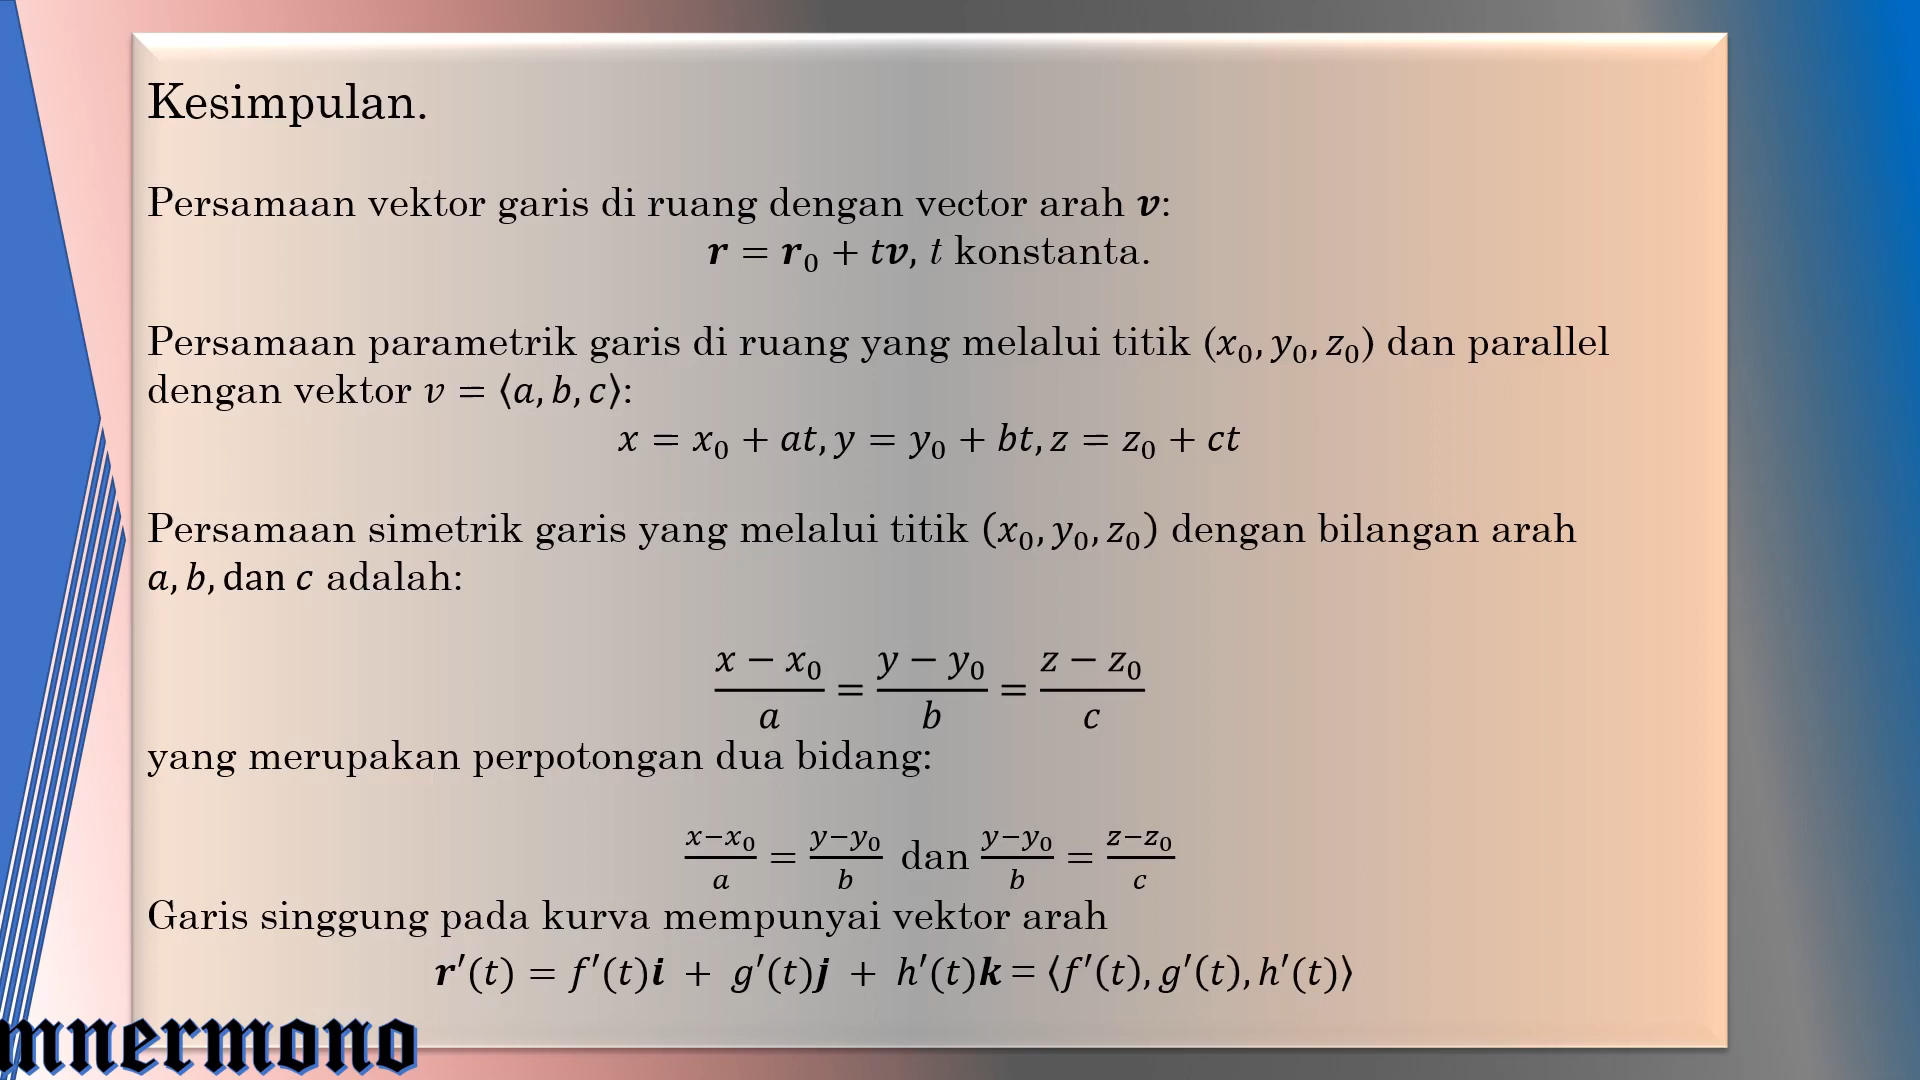 Kesimpulan.
Persamaan vektor garis di ruang dengan vector arah v:
r = r₀ + tv, t konstanta.
Persamaan parametrik garis di ruang yang melalui titik (x₀, y₀, z₀) dan parallel
dengan vektor v = ⟨a, b, c⟩:
x = x₀ + at, y = y₀ + bt, z = z₀ + ct
Persamaan simetrik garis yang melalui titik (x₀, y₀, z₀) dengan bilangan arah
a, b, dan c adalah:
(x − x₀)/a = (y − y₀)/b = (z − z₀)/c
yang merupakan perpotongan dua bidang:
(x−x₀)/a = (y−y₀)/b dan (y−y₀)/b = (z−z₀)/c
Garis singgung pada kurva mempunyai vektor arah
r′(t) = f′(t)i + g′(t)j + h′(t)k = ⟨f′(t), g′(t), h′(t)⟩
mnermono